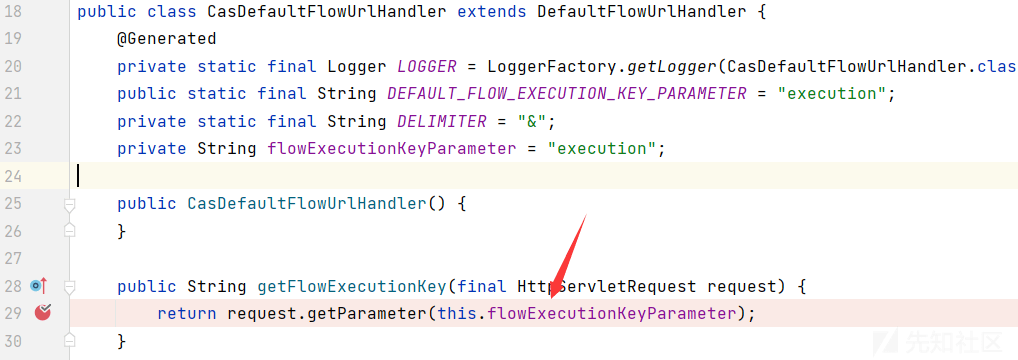 18 public class CasDefaultFlowUrlHandler extends DefaultFlowUrlHandler {
19 @Generated
20 private static final Logger LOGGER = LoggerFactory.getLogger(CasDefaultFlowUrlHandler.clas
21 public static final String DEFAULT_FLOW_EXECUTION_KEY_PARAMETER = "execution";
22 private static final String DELIMITER = "&";
23 private String flowExecutionKeyParameter = "execution";
24
25 public CasDefaultFlowUrlHandler() {
26 }
27
28 public String getFlowExecutionKey(final HttpServletRequest request) {
29 return request.getParameter(this.flowExecutionKeyParameter);
30 }
先知社区